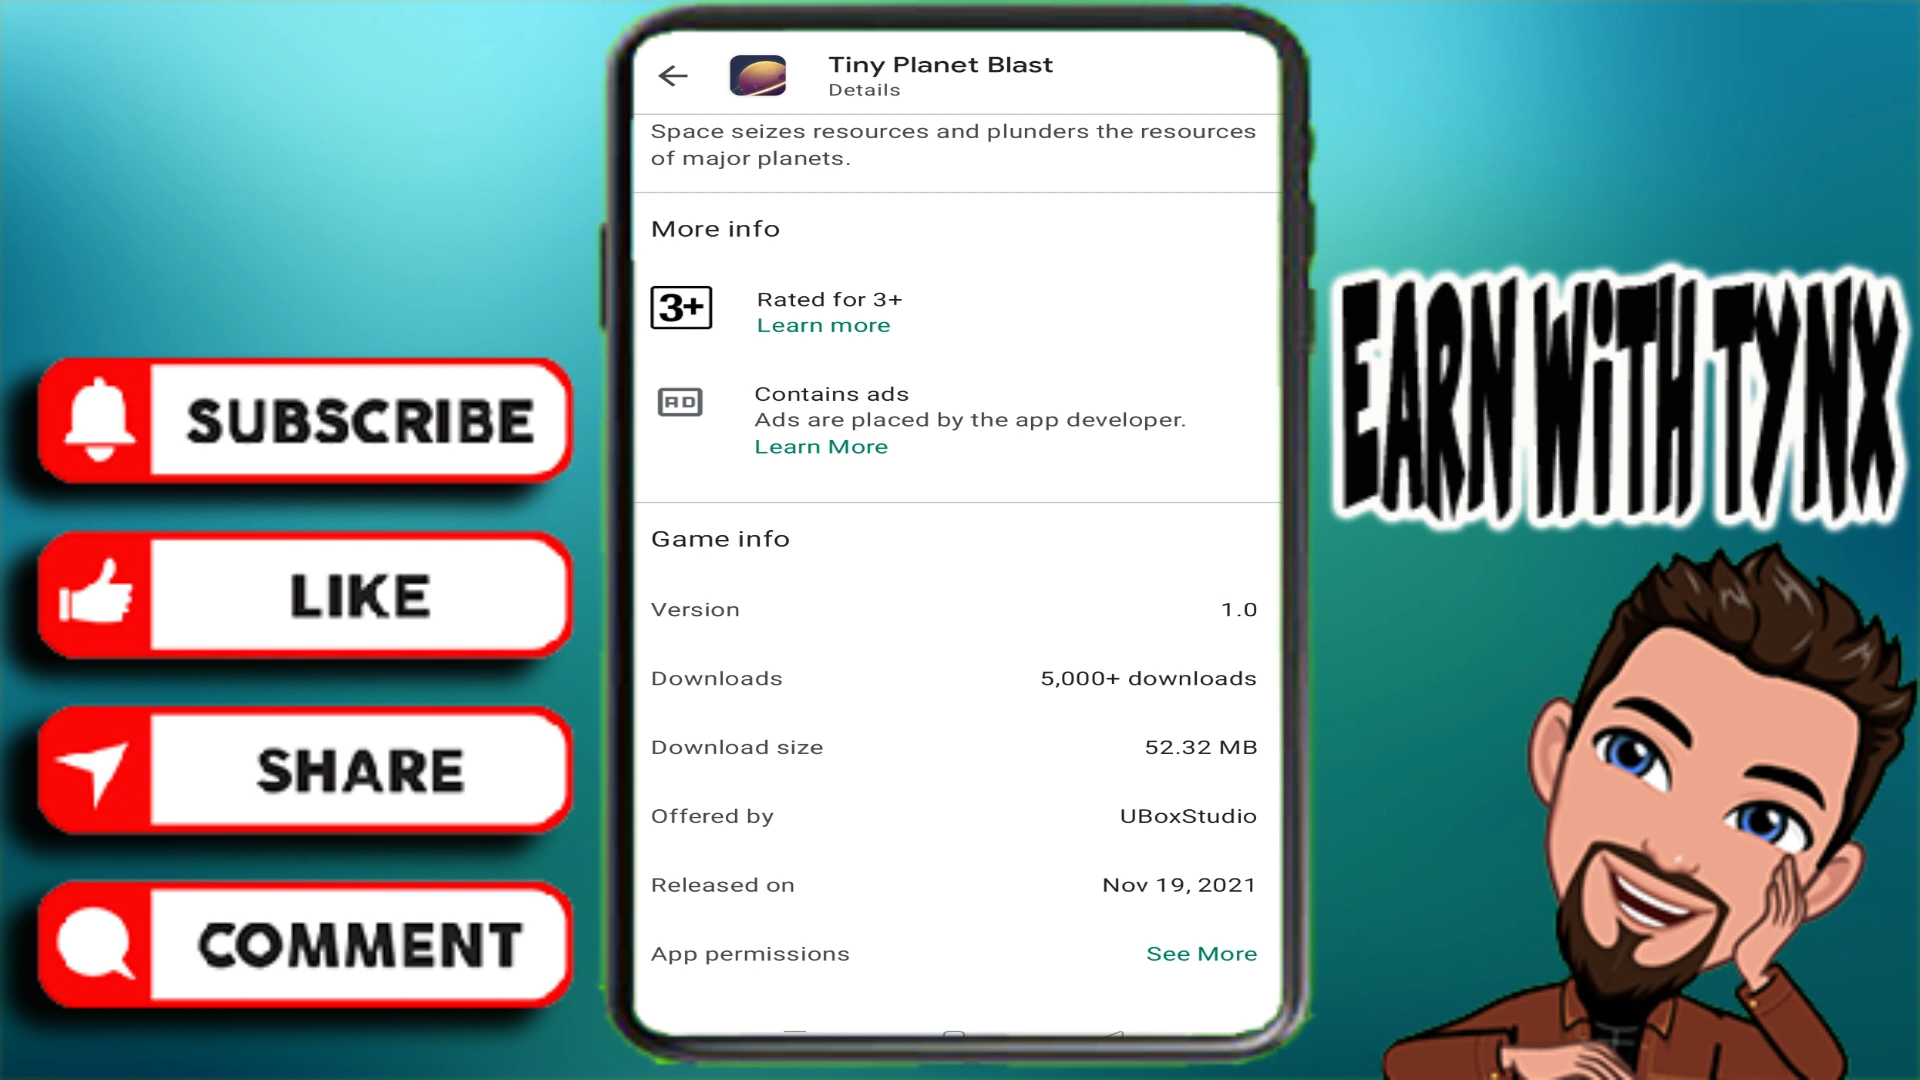 SUBSCRIBE
LIKE
SHARE
COMMENT
Tiny Planet Blast
Details
Space seizes resources and plunders the resources
of major planets.
More info
3+
Rated for 3+
Learn more
AD
Contains ads
Ads are placed by the app developer.
Learn More
Game info
Version 1.0
Downloads 5,000+ downloads
Download size 52.32 MB
Offered by UBoxStudio
Released on Nov 19, 2021
App permissions See More
EARN WiTH TYNX